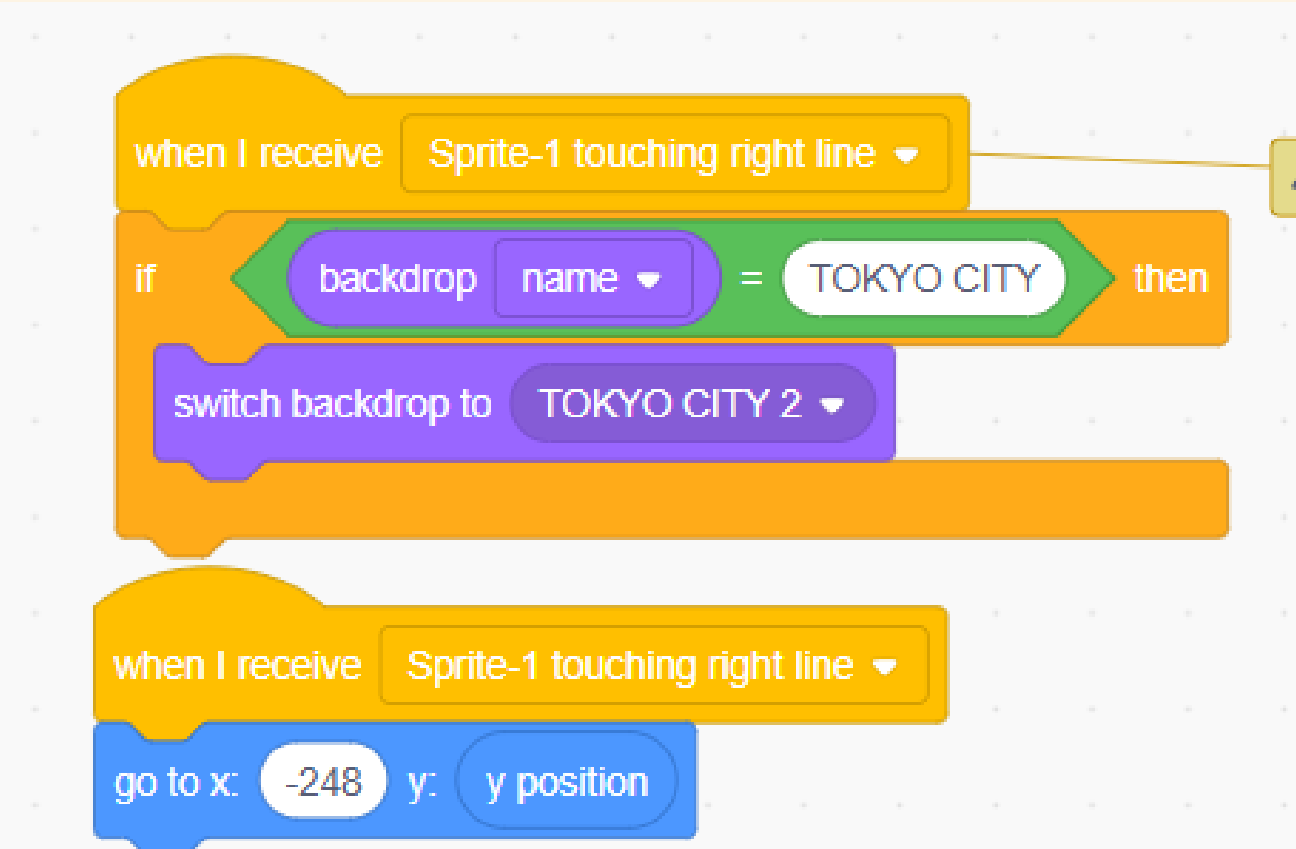 when I receive Sprite-1 touching right line
if backdrop name = TOKYO CITY then
switch backdrop to TOKYO CITY 2
when I receive Sprite-1 touching right line
go to x: -248 y: y position